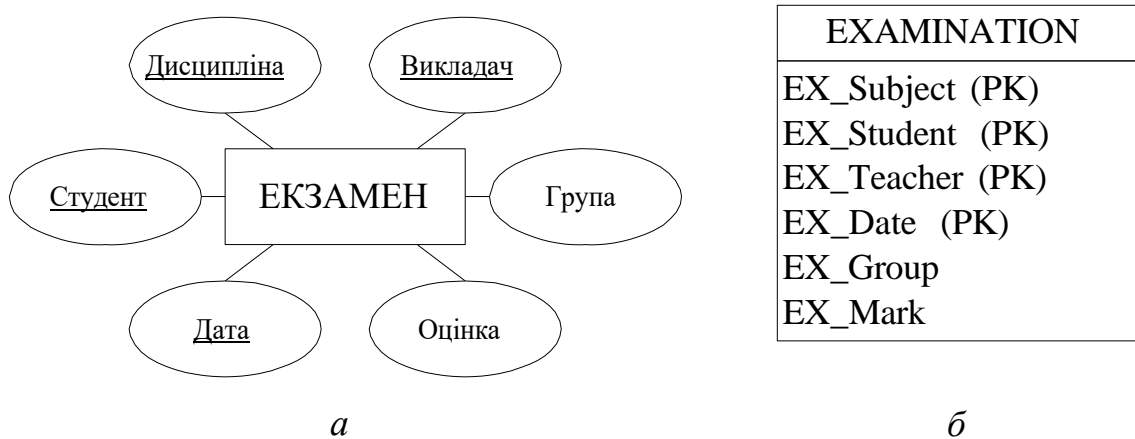 Дисципліна
Викладач
Студент
ЕКЗАМЕН
Група
Дата
Оцінка
а
EXAMINATION
EX_Subject (PK)
EX_Student (PK)
EX_Teacher (PK)
EX_Date (PK)
EX_Group
EX_Mark
б